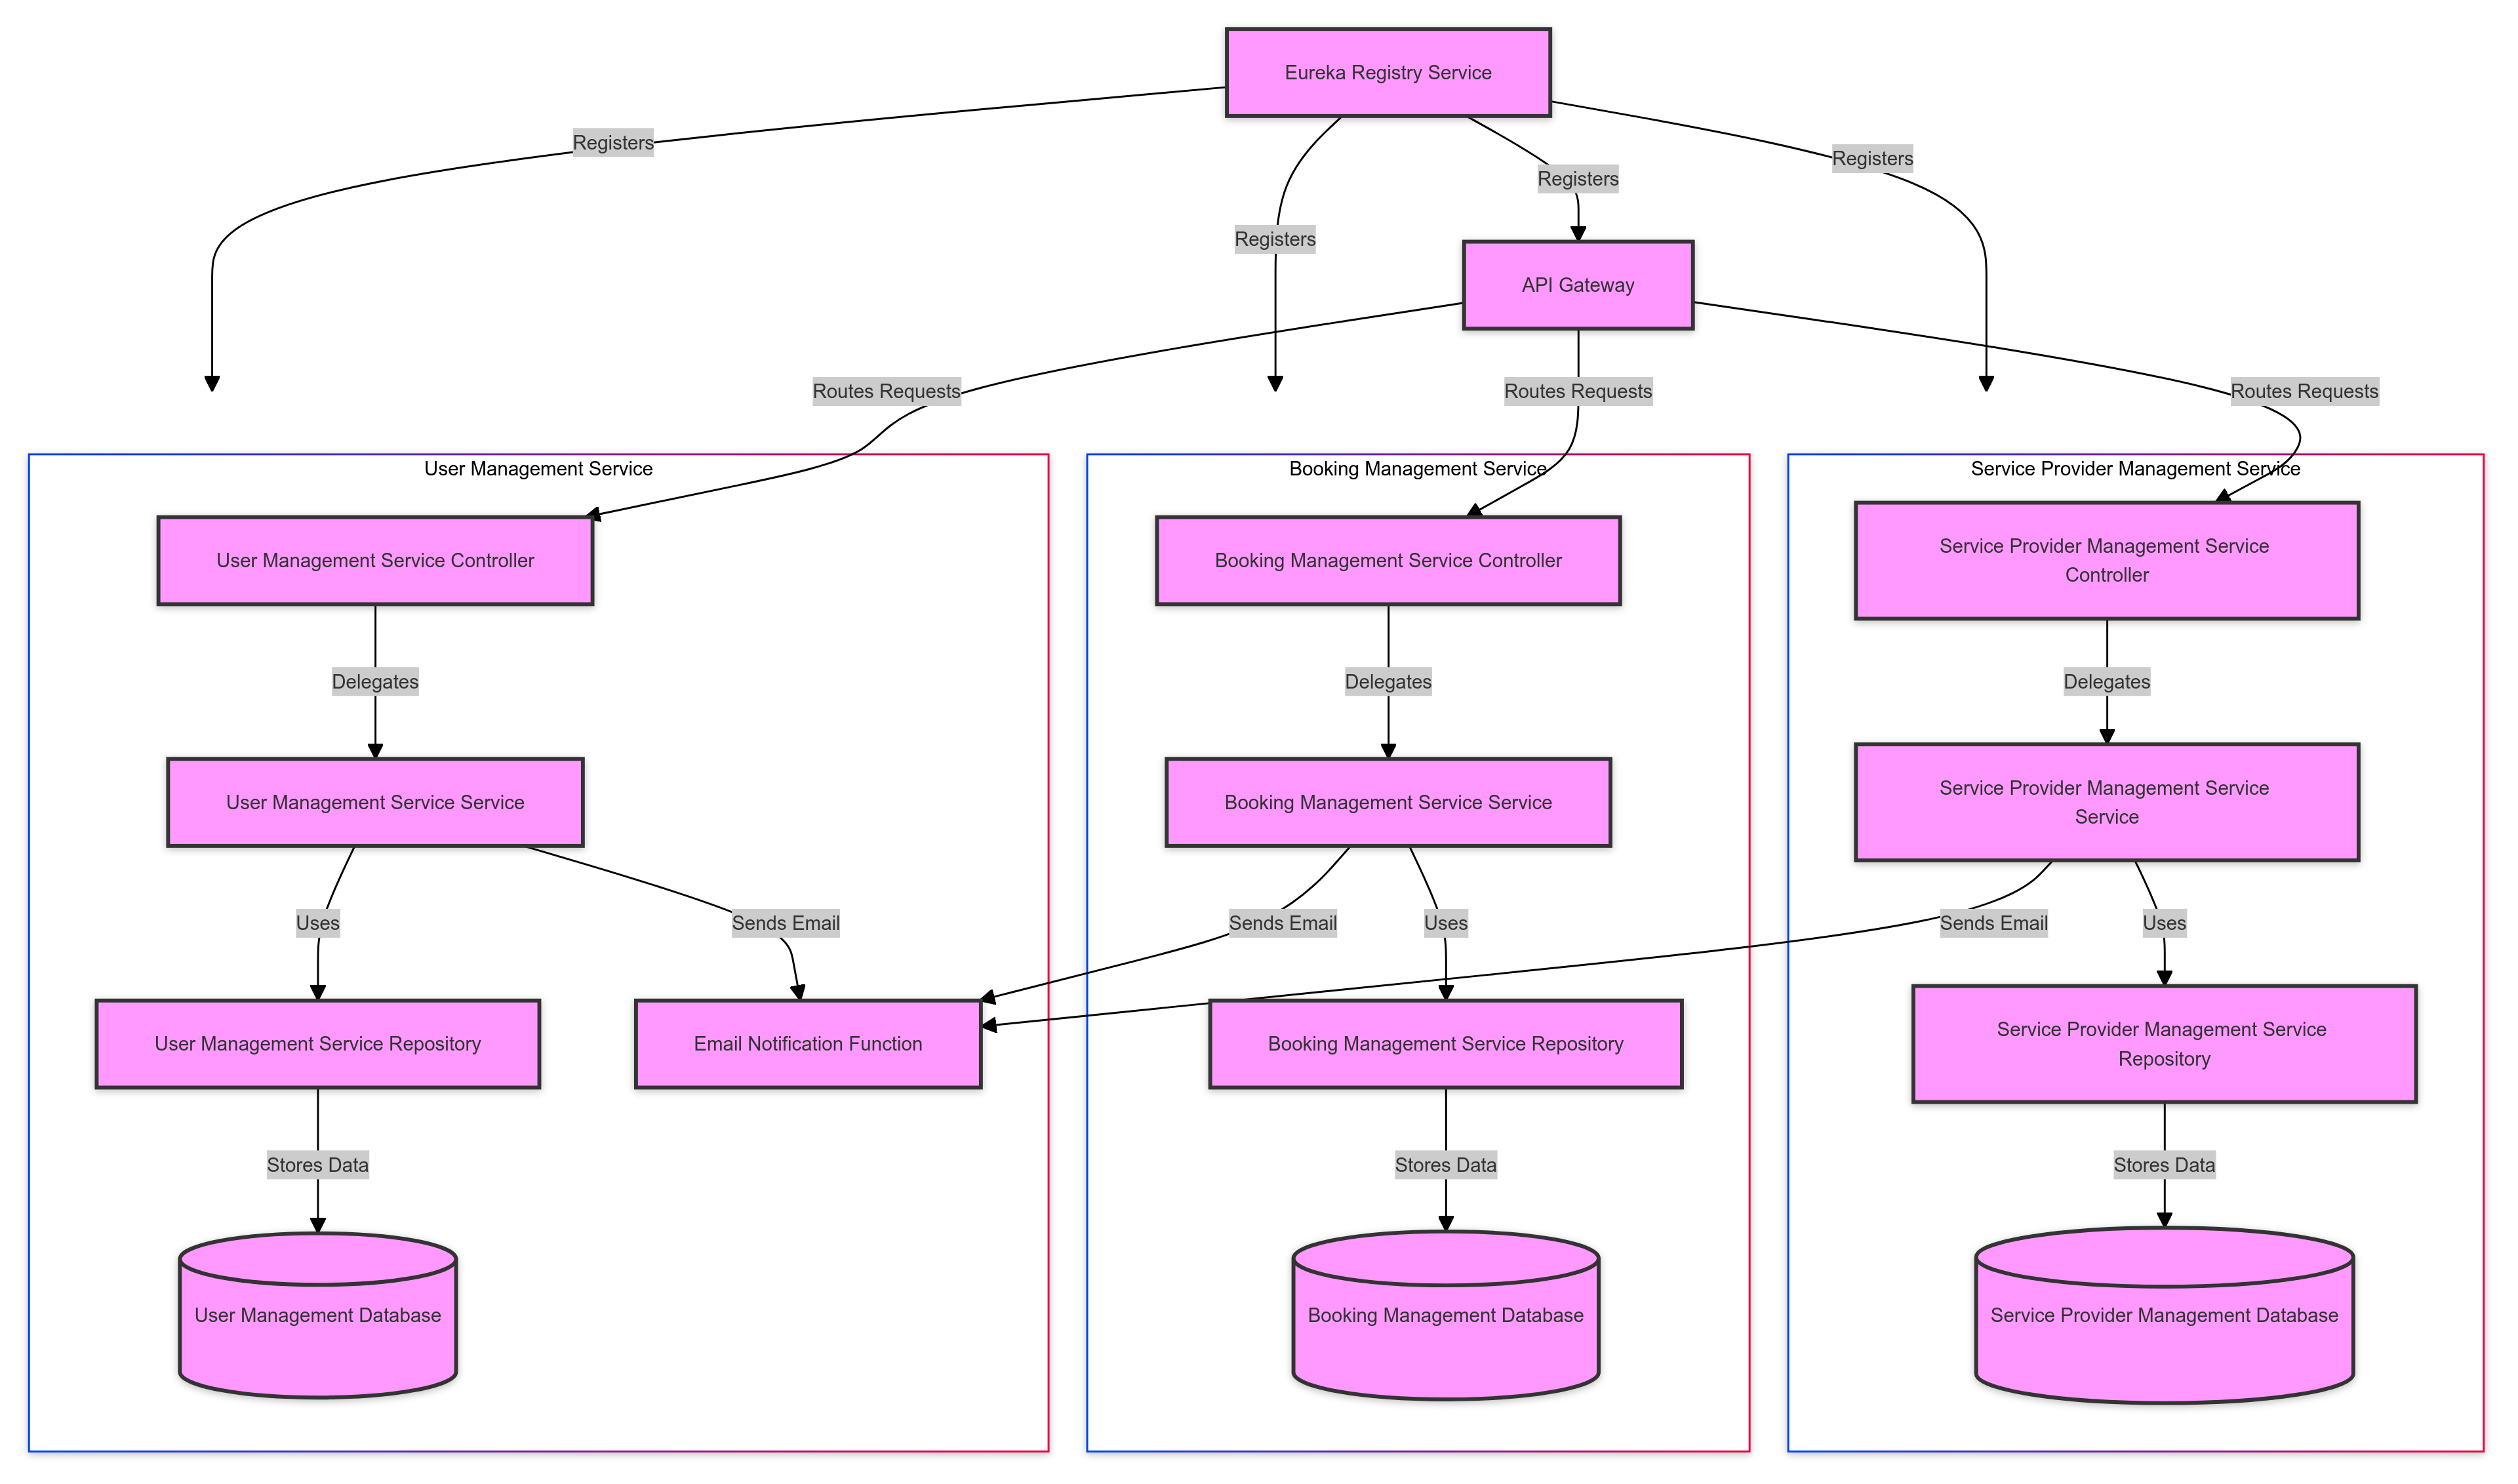 Eureka Registry Service
Registers
Registers
Registers
Registers
API Gateway
Routes Requests
Routes Requests
Routes Requests
User Management Service
Booking Management Service
Service Provider Management Service
User Management Service Controller
Booking Management Service Controller
Service Provider Management Service
Controller
Delegates
Delegates
Delegates
User Management Service Service
Booking Management Service Service
Service Provider Management Service
Service
Uses
Sends Email
Sends Email
Uses
Sends Email
Uses
User Management Service Repository
Email Notification Function
Booking Management Service Repository
Service Provider Management Service
Repository
Stores Data
Stores Data
Stores Data
User Management Database
Booking Management Database
Service Provider Management Database